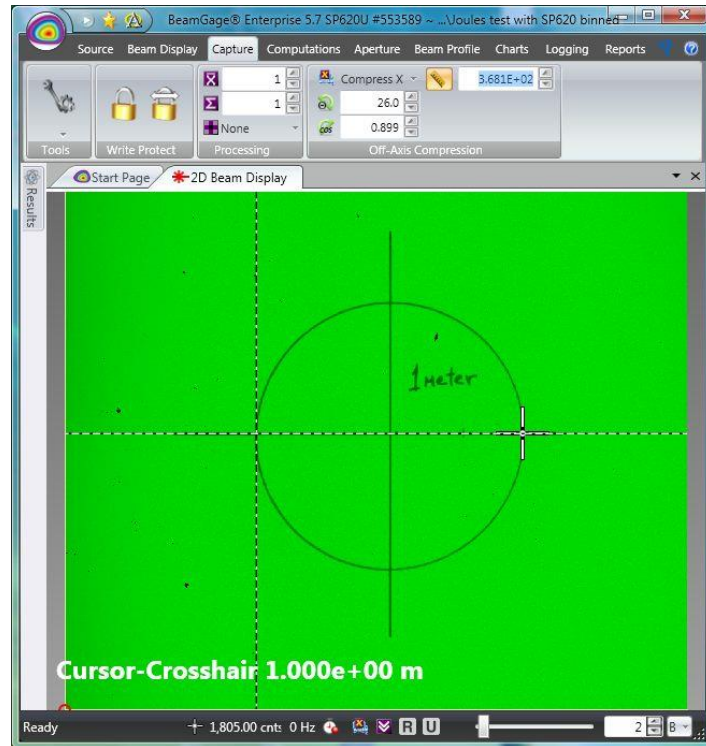 BeamGage® Enterprise 5.7 SP620U #553589 ~ ...\Joules test with SP620 binned
Source Beam Display Capture Computations Aperture Beam Profile Charts Logging Reports
1 Compress X 3.681E+02
1 26.0
None cos 0.899
Tools Write Protect Processing Off-Axis Compression
Results
Start Page 2D Beam Display
1 meter
Cursor-Crosshair 1.000e+00 m
Ready 1,805.00 cnts 0 Hz R U 2 B